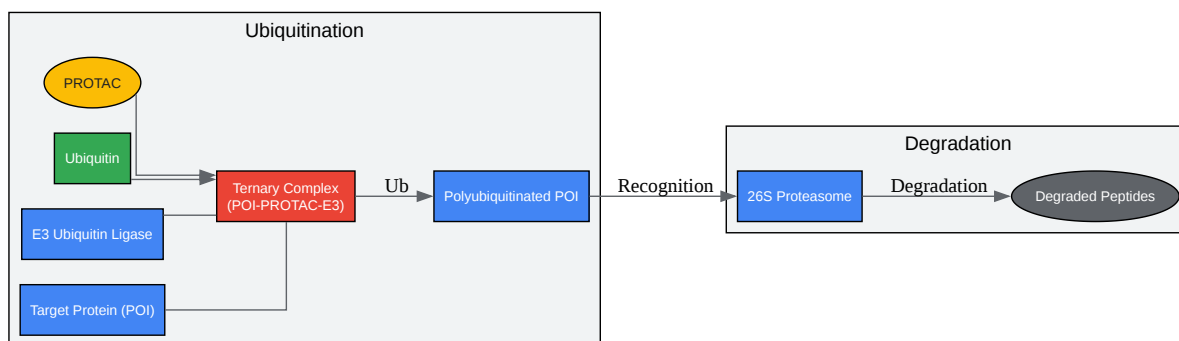 Ubiquitination
PROTAC
Ubiquitin
E3 Ubiquitin Ligase
Target Protein (POI)
Ternary Complex
(POI-PROTAC-E3)
Ub
Polyubiquitinated POI
Recognition
Degradation
26S Proteasome
Degradation
Degraded Peptides